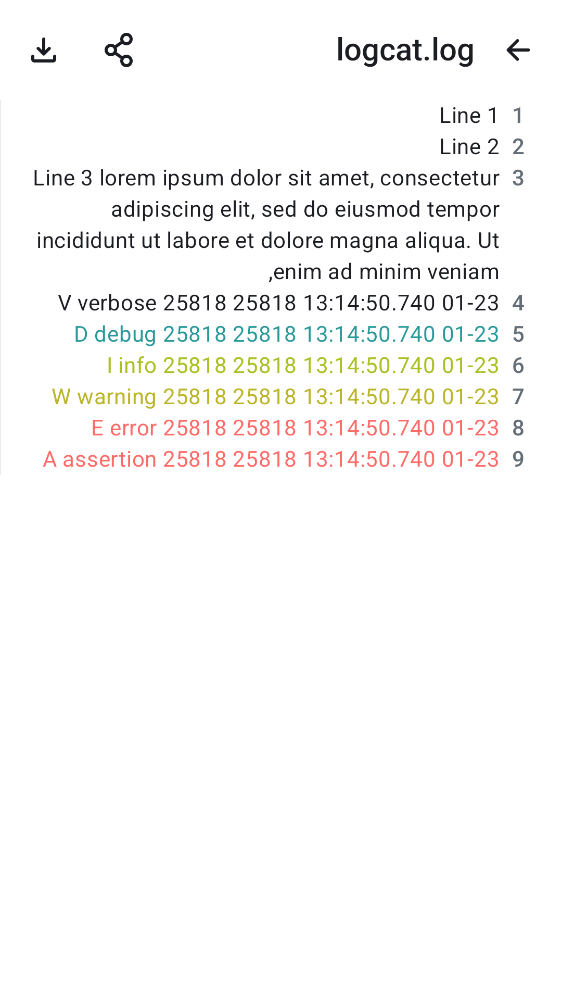 logcat.log
1 Line 1
2 Line 2
3 Line 3 lorem ipsum dolor sit amet, consectetur
adipiscing elit, sed do eiusmod tempor
incididunt ut labore et dolore magna aliqua. Ut
,enim ad minim veniam
4 V verbose 25818 25818 13:14:50.740 01-23
5 D debug 25818 25818 13:14:50.740 01-23
6 I info 25818 25818 13:14:50.740 01-23
7 W warning 25818 25818 13:14:50.740 01-23
8 E error 25818 25818 13:14:50.740 01-23
9 A assertion 25818 25818 13:14:50.740 01-23